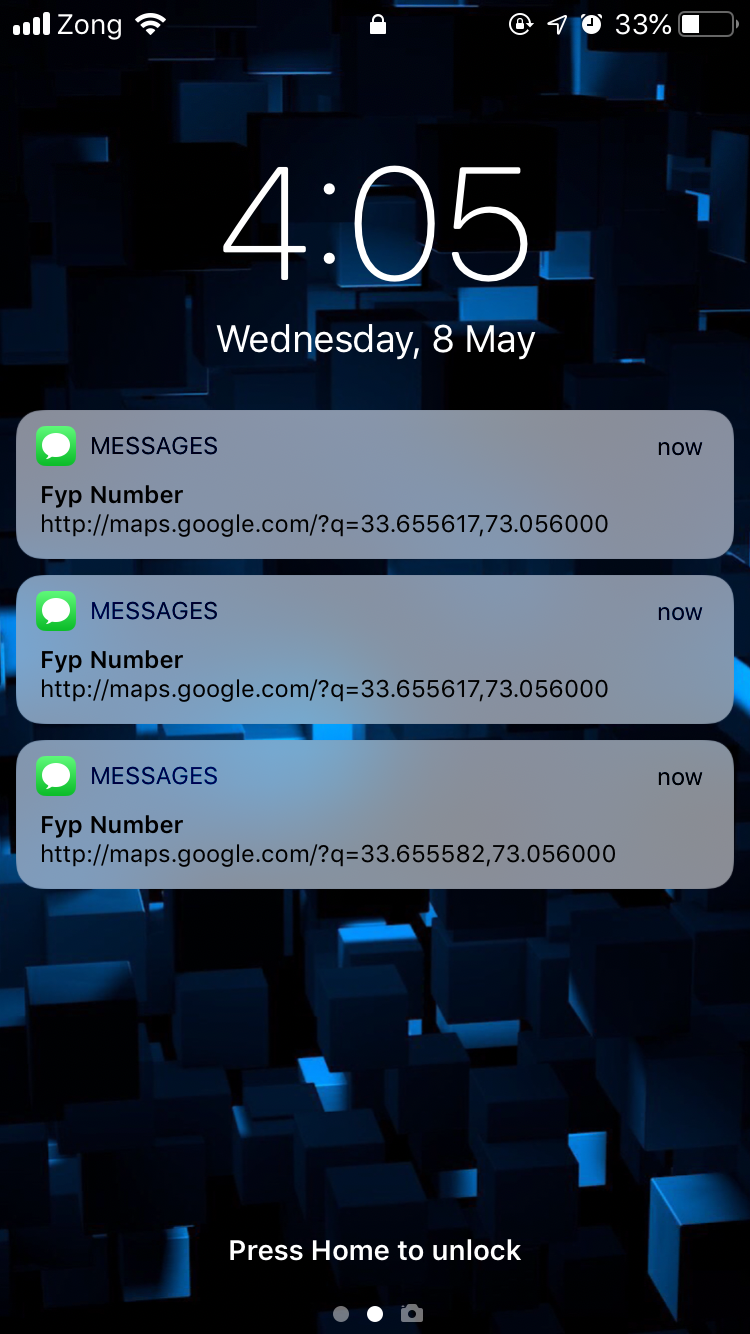 Zong 33%
4:05
Wednesday, 8 May
MESSAGES now
Fyp Number
http://maps.google.com/?q=33.655617,73.056000
MESSAGES now
Fyp Number
http://maps.google.com/?q=33.655617,73.056000
MESSAGES now
Fyp Number
http://maps.google.com/?q=33.655582,73.056000
Press Home to unlock